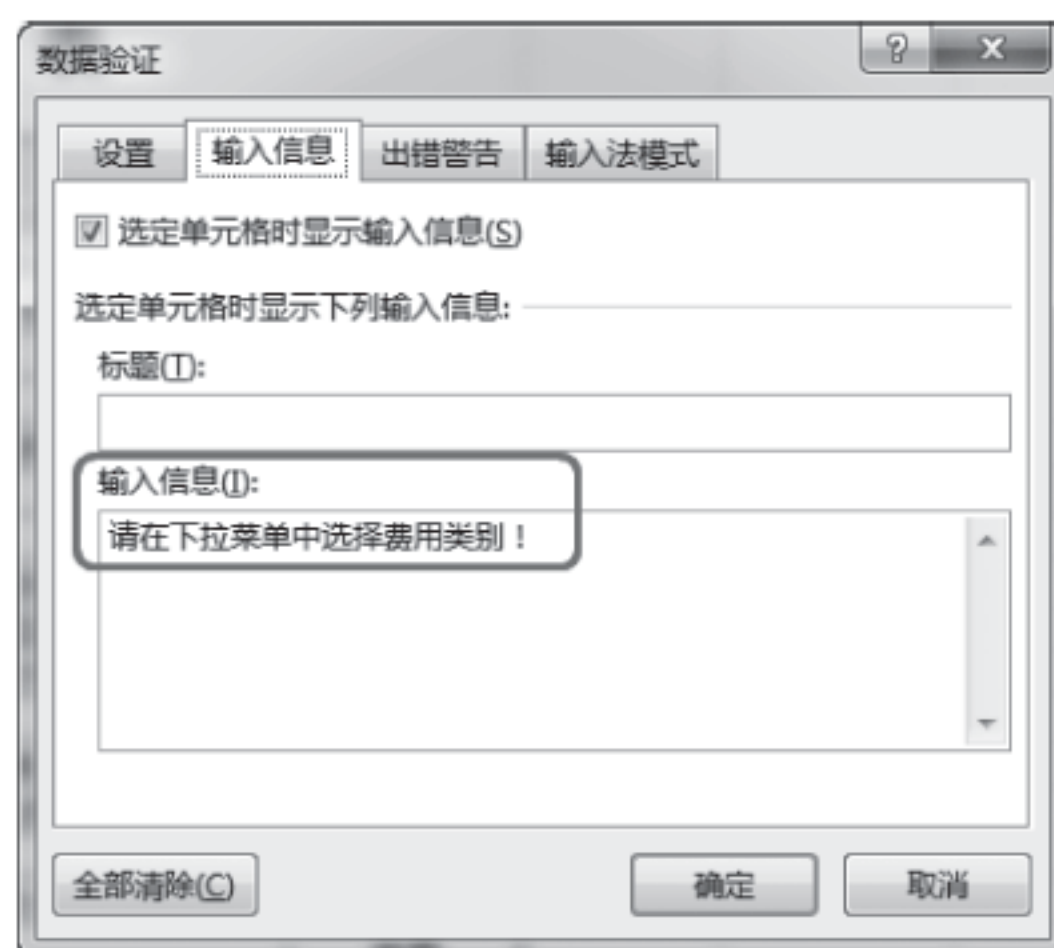 数据验证
设置 输入信息 出错警告 输入法模式
选定单元格时显示输入信息(S)
选定单元格时显示下列输入信息:
标题(T):
输入信息(I):
请在下拉菜单中选择费用类别！
全部清除(C) 确定 取消